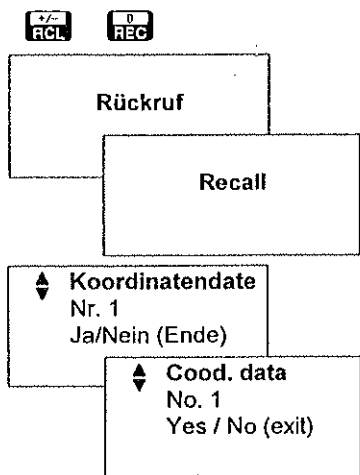 +/-- 0
RCL REC
Rückruf
Recall
Koordinatendate
Nr. 1
Ja/Nein (Ende)
Cood. data
No. 1
Yes / No (exit)